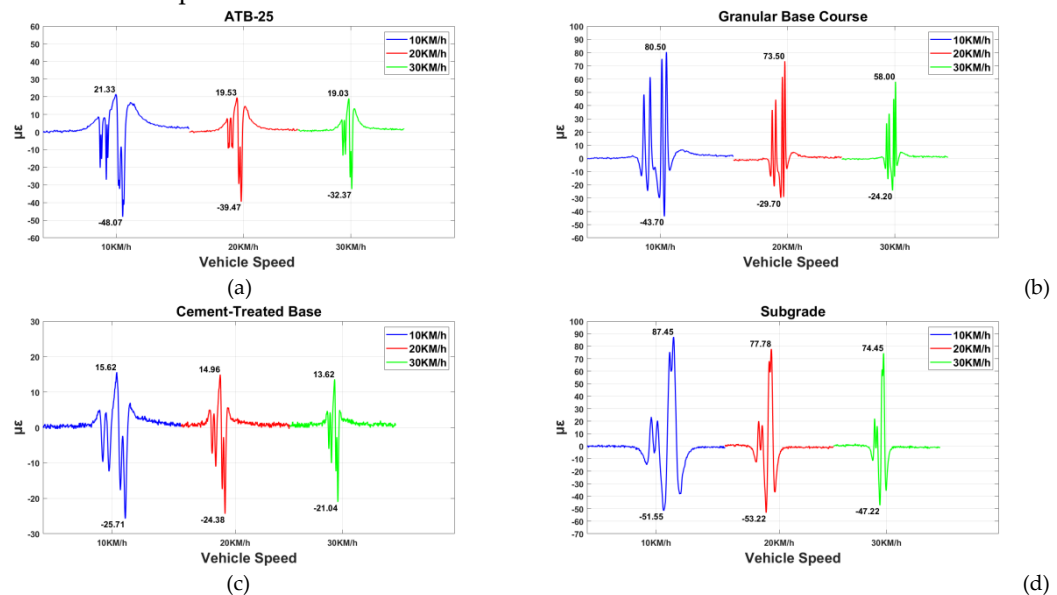 ATB-25
60
50
40
30
20
10
0
-10
-20
-30
-40
-50
-60
με
21.33
19.53
19.03
-48.07
-39.47
-32.37
10KM/h
20KM/h
30KM/h
10KM/h 20KM/h 30KM/h
Vehicle Speed
(a)
Granular Base Course
100
90
80
70
60
50
40
30
20
10
0
-10
-20
-30
-40
-50
-60
με
80.50
73.50
58.00
-43.70
-29.70
-24.20
10KM/h
20KM/h
30KM/h
10KM/h 20KM/h 30KM/h
Vehicle Speed
(b)
Cement-Treated Base
30
20
10
0
-10
-20
-30
με
15.62
14.96
13.62
-25.71
-24.38
-21.04
10KM/h
20KM/h
30KM/h
10KM/h 20KM/h 30KM/h
Vehicle Speed
(c)
Subgrade
100
90
80
70
60
50
40
30
20
10
0
-10
-20
-30
-40
-50
-60
-70
με
87.45
77.78
74.45
-51.55
-53.22
-47.22
10KM/h
20KM/h
30KM/h
10KM/h 20KM/h 30KM/h
Vehicle Speed
(d)